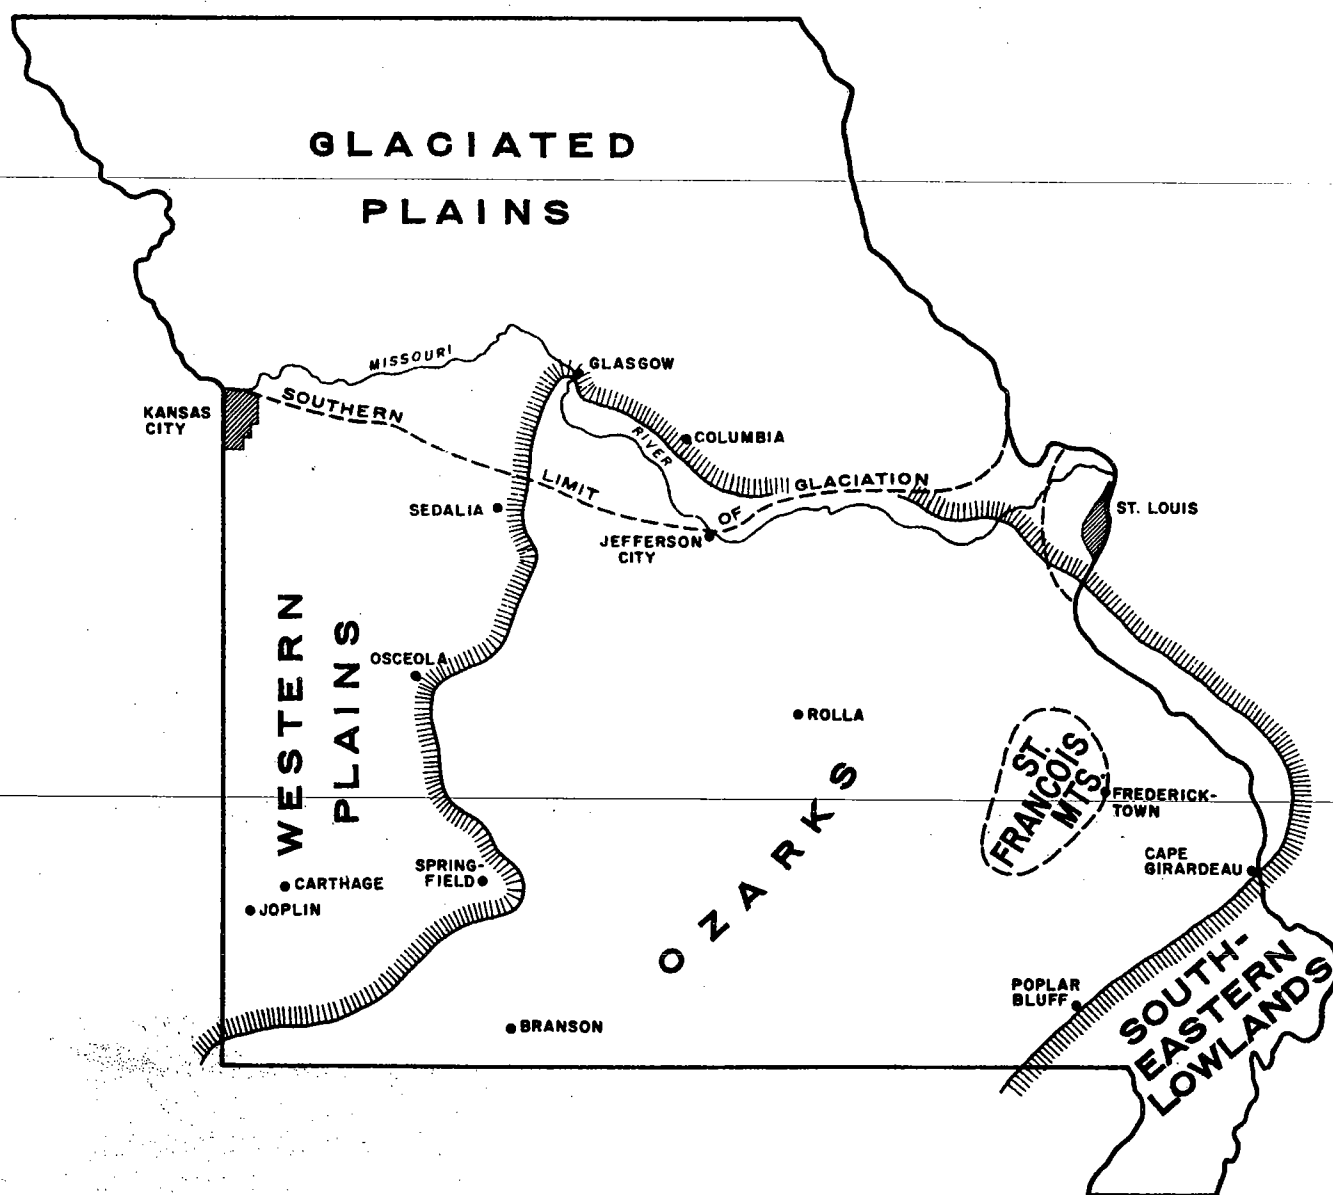 GLACIATED
PLAINS
MISSOURI
GLASGOW
SOUTHERN
KANSAS
CITY
RIVER
COLUMBIA
LIMIT
GLACIATION
SEDALIA
OF
ST. LOUIS
JEFFERSON
CITY
WESTERN
PLAINS
OSCEOLA
ROLLA
ST.
FRANCOIS
MTS.
FREDERICK-
TOWN
OZARKS
SPRING-
FIELD
CAPE
GIRARDEAU
CARTHAGE
JOPLIN
POPLAR
BLUFF
BRANSON
SOUTH-
EASTERN
LOWLANDS